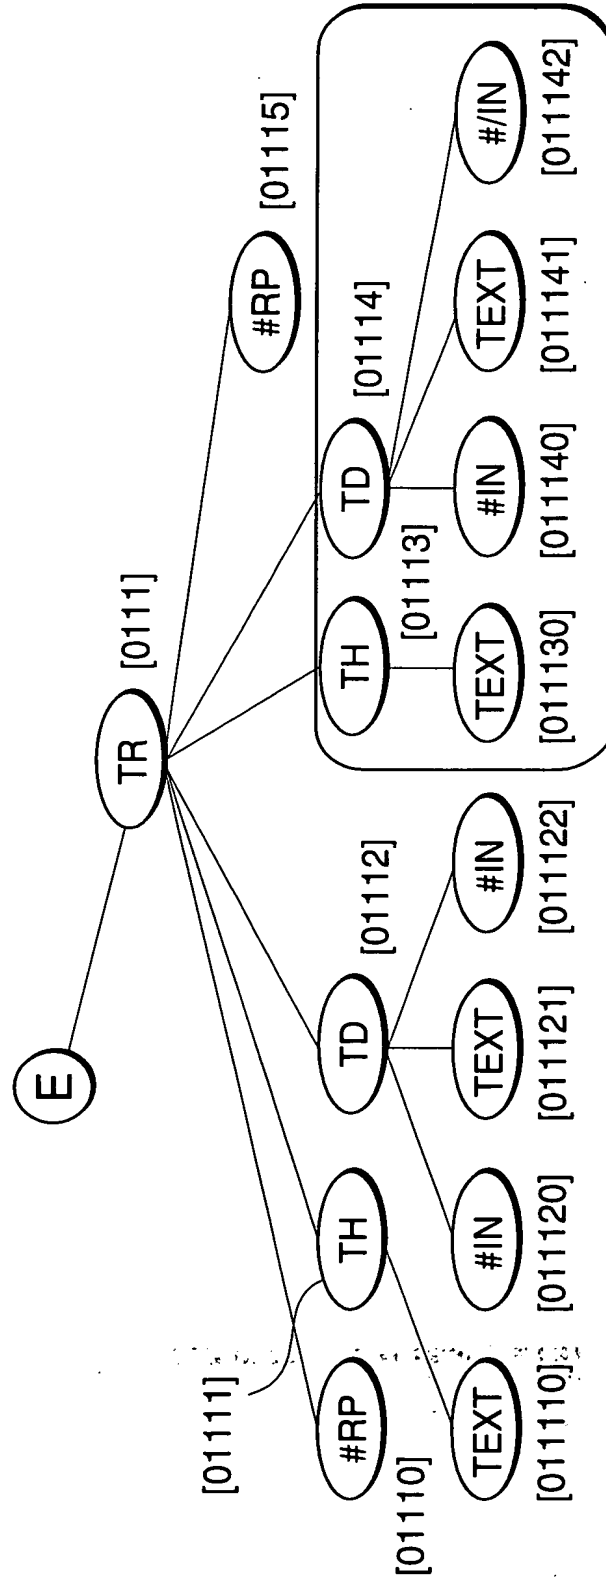 E
TR
[0111]
[01111]
#RP
[01115]
#RP
[01110]
TH
TD
[01112]
TH
[01113]
TD
[01114]
TEXT
#IN
TEXT
#IN
TEXT
#IN
TEXT
#/IN
[011110]
[011120]
[011121]
[011122]
[011130]
[011140]
[011141]
[011142]